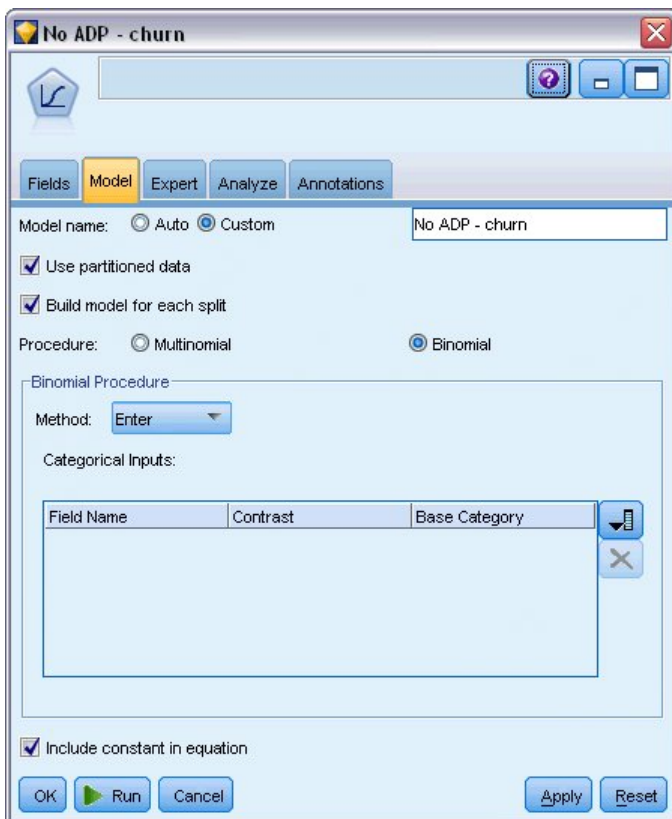 No ADP - churn
Fields Model Expert Analyze Annotations
Model name: Auto Custom No ADP - churn
Use partitioned data
Build model for each split
Procedure: Multinomial Binomial
Binomial Procedure
Method: Enter
Categorical Inputs:
Field Name Contrast Base Category
Include constant in equation
OK Run Cancel Apply Reset